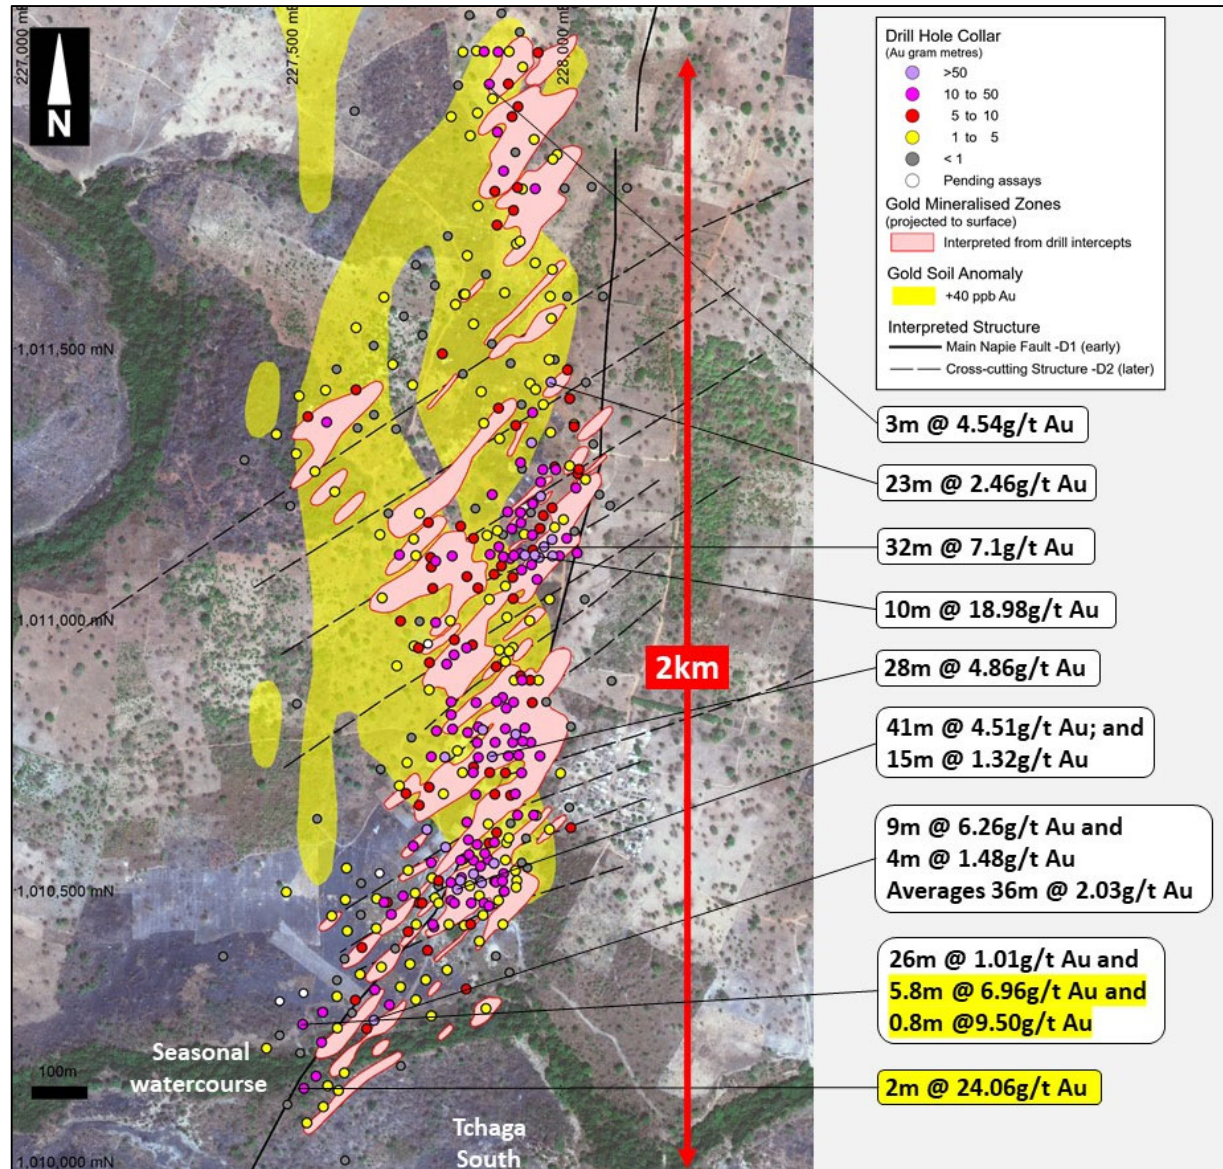 227,000 mE
227,500 mE
228,000 mE
N
Drill Hole Collar
(Au gram metres)
>50
10 to 50
5 to 10
1 to 5
< 1
Pending assays
Gold Mineralised Zones
(projected to surface)
Interpreted from drill intercepts
Gold Soil Anomaly
+40 ppb Au
Interpreted Structure
Main Napie Fault -D1 (early)
Cross-cutting Structure -D2 (later)
1,011,500 mN
3m @ 4.54g/t Au
23m @ 2.46g/t Au
32m @ 7.1g/t Au
10m @ 18.98g/t Au
1,011,000 mN
2km
28m @ 4.86g/t Au
41m @ 4.51g/t Au; and
15m @ 1.32g/t Au
9m @ 6.26g/t Au and
4m @ 1.48g/t Au
Averages 36m @ 2.03g/t Au
1,010,500 mN
26m @ 1.01g/t Au and
5.8m @ 6.96g/t Au and
0.8m @9.50g/t Au
Seasonal
watercourse
100m
2m @ 24.06g/t Au
Tchaga
South
1,010,000 mN